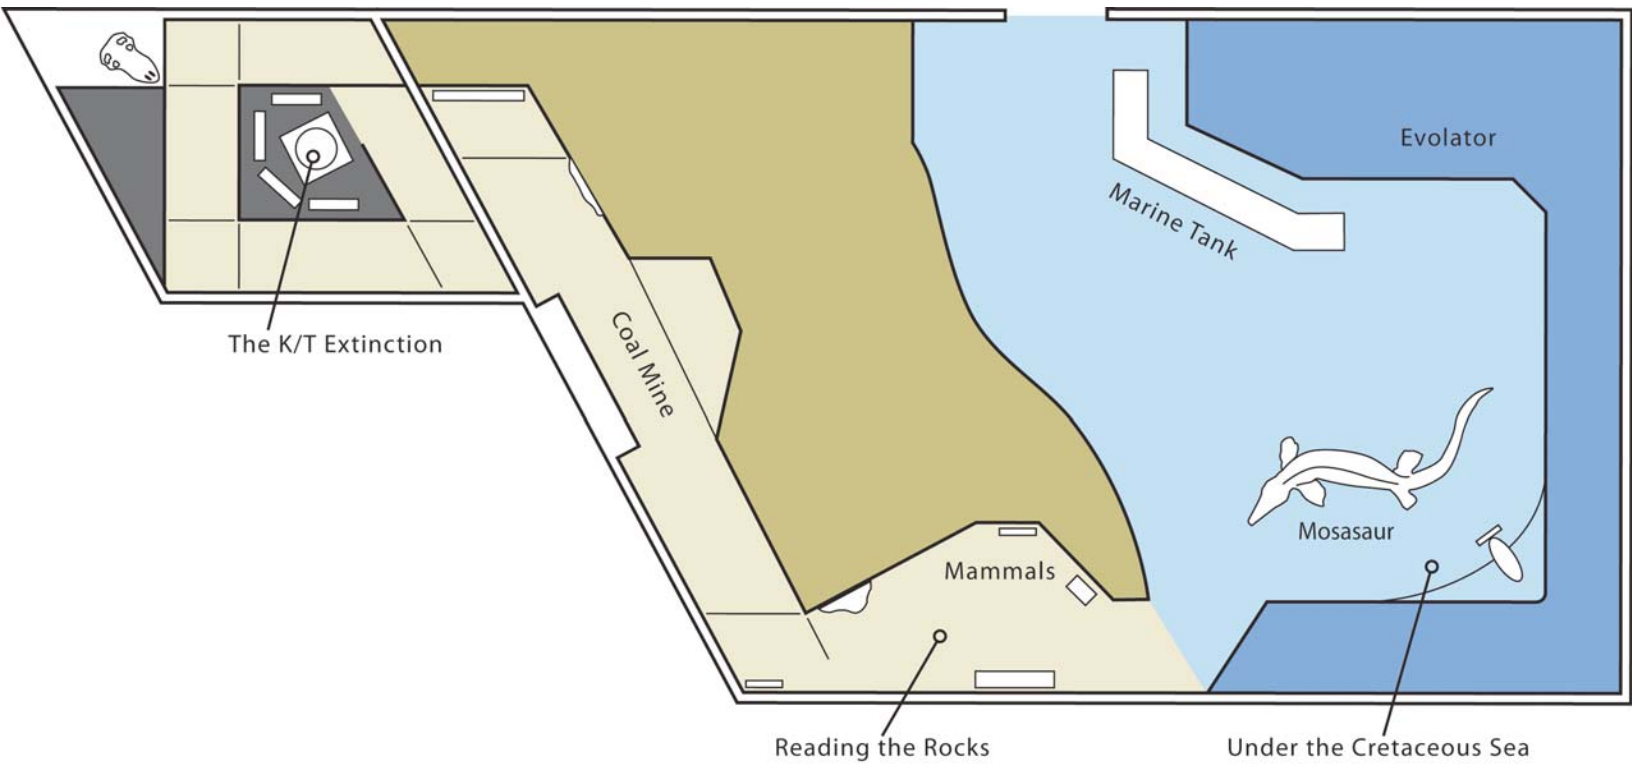 Evolator
Marine Tank
The K/T Extinction
Coal Mine
Mosasaur
Mammals
Reading the Rocks
Under the Cretaceous Sea